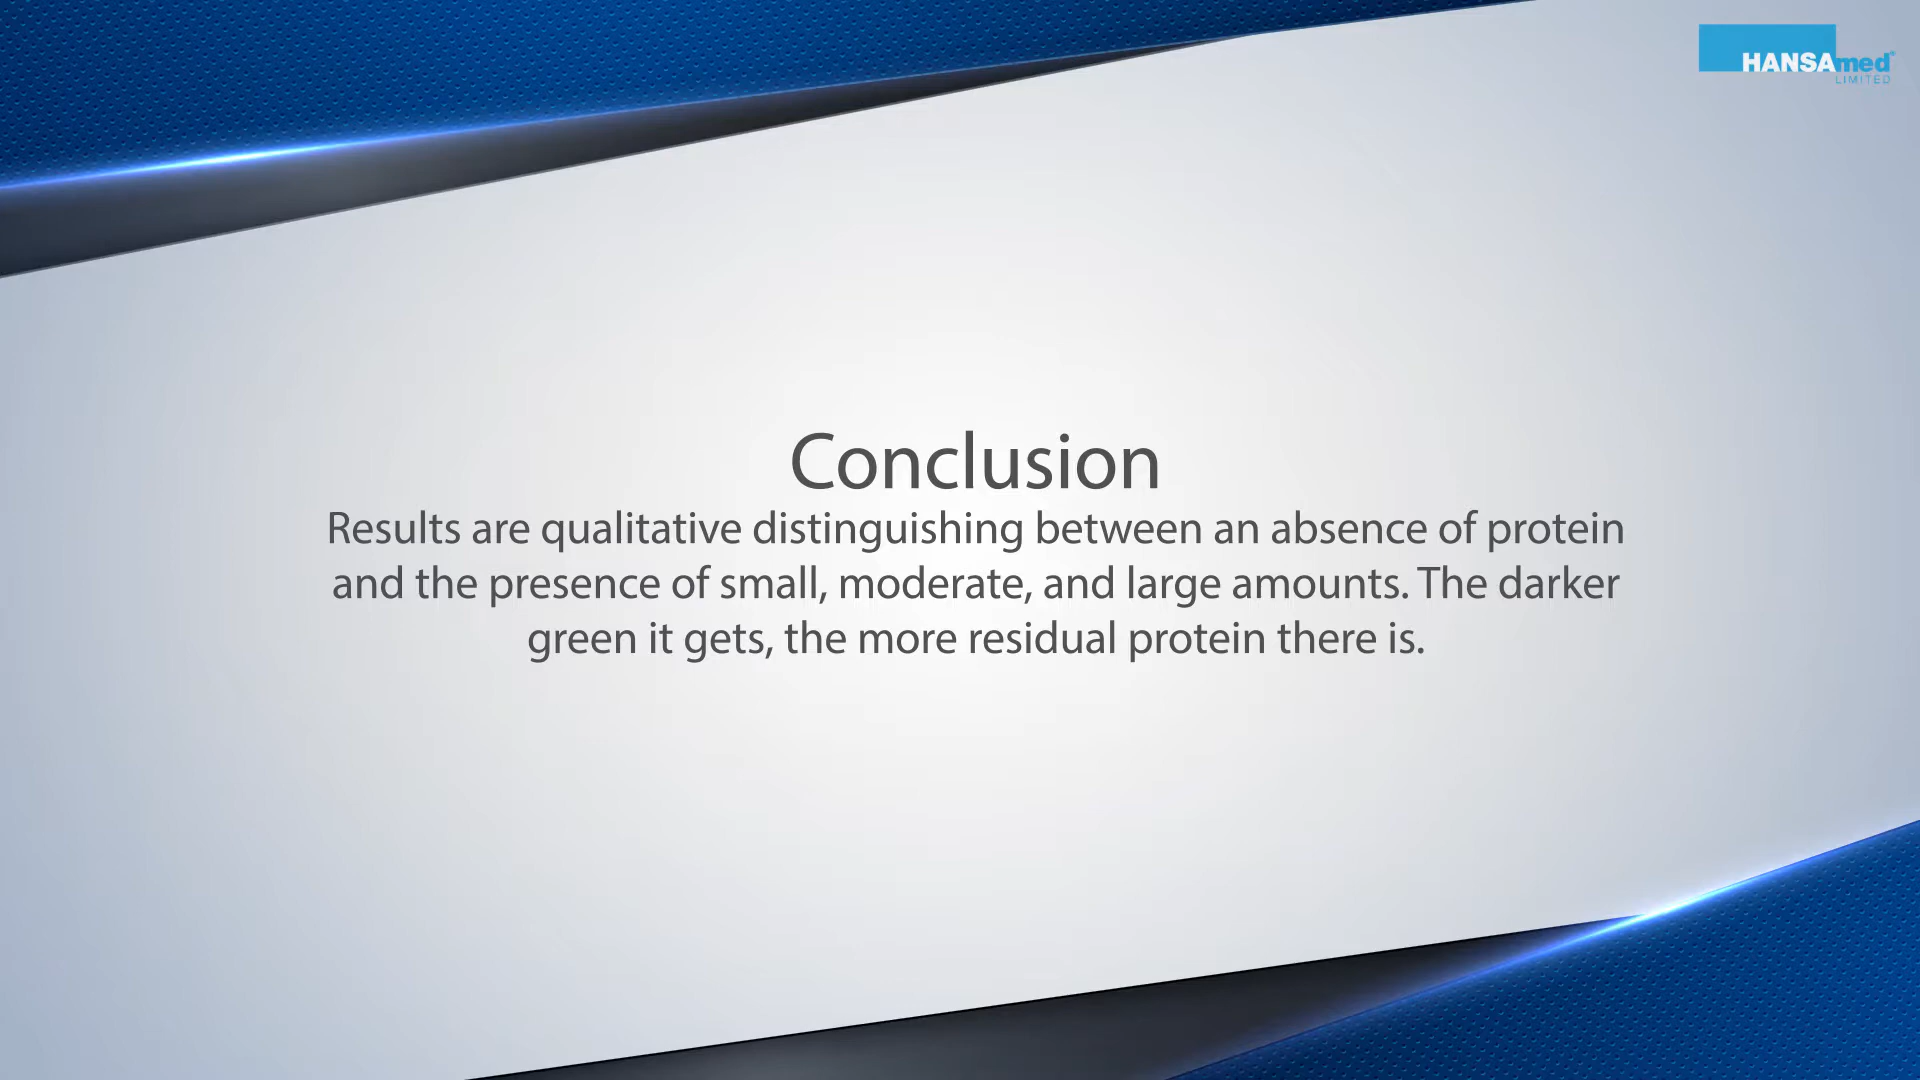 HANSAmed®
LIMITED
Conclusion
Results are qualitative distinguishing between an absence of protein
and the presence of small, moderate, and large amounts. The darker
green it gets, the more residual protein there is.